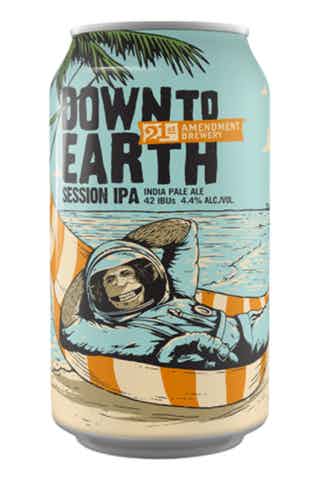 DOWN TO
EARTH
21st AMENDMENT
BREWERY
SESSION IPA
INDIA PALE ALE
42 IBUs 4.4% ALC./VOL.